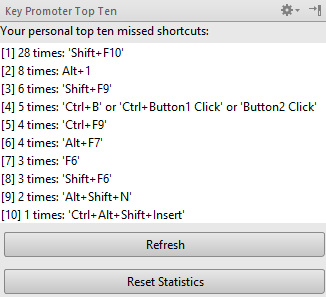 Key Promoter Top Ten
Your personal top ten missed shortcuts:
[1] 28 times: 'Shift+F10'
[2] 8 times: Alt+1
[3] 6 times: 'Shift+F9'
[4] 5 times: 'Ctrl+B' or 'Ctrl+Button1 Click' or 'Button2 Click'
[5] 4 times: 'Ctrl+F9'
[6] 4 times: 'Alt+F7'
[7] 3 times: 'F6'
[8] 3 times: 'Shift+F6'
[9] 2 times: 'Alt+Shift+N'
[10] 1 times: 'Ctrl+Alt+Shift+Insert'
Refresh
Reset Statistics